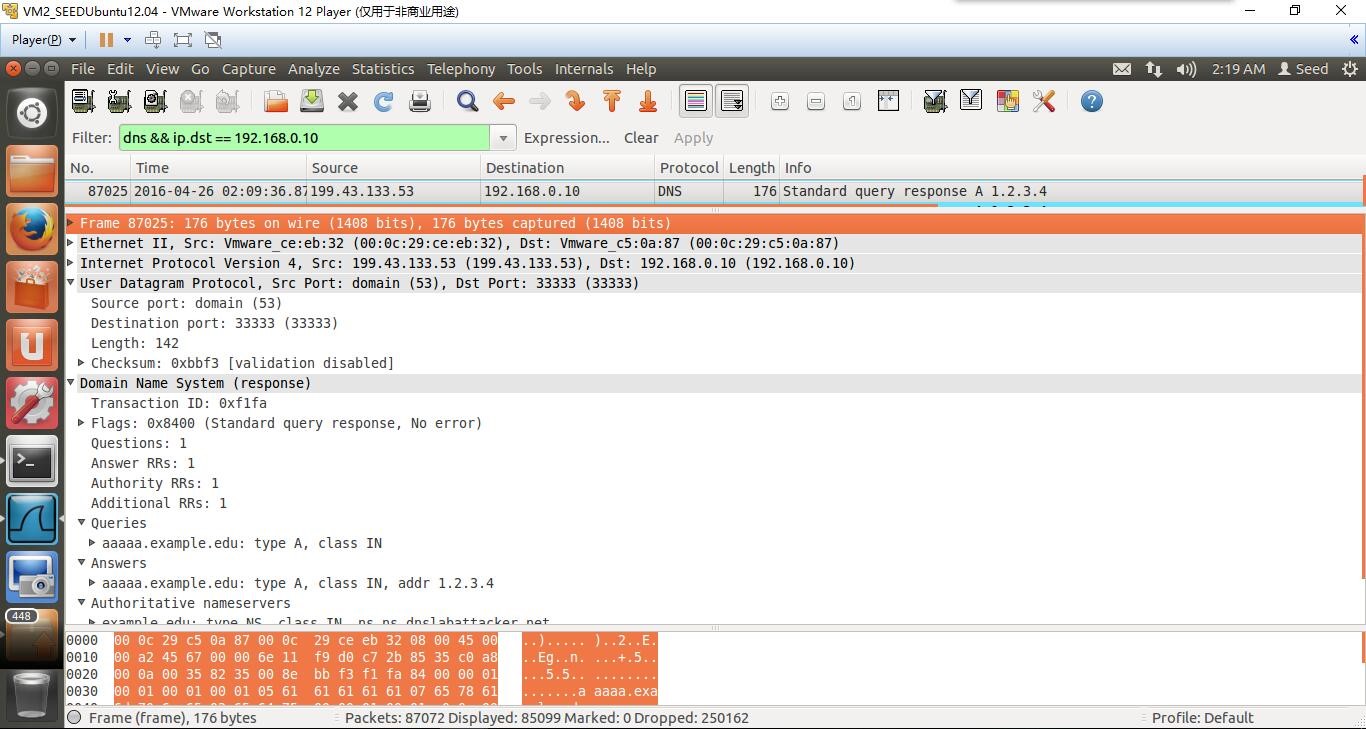 VM2_SEEDUbuntu12.04 - VMware Workstation 12 Player (仅用于非商业用途)
Player(P)
File Edit View Go Capture Analyze Statistics Telephony Tools Internals Help 2:19 AM Seed
Filter: dns && ip.dst == 192.168.0.10 Expression... Clear Apply
No. Time Source Destination Protocol Length Info
87025 2016-04-26 02:09:36.87 199.43.133.53 192.168.0.10 DNS 176 Standard query response A 1.2.3.4
Frame 87025: 176 bytes on wire (1408 bits), 176 bytes captured (1408 bits)
Ethernet II, Src: Vmware_ce:eb:32 (00:0c:29:ce:eb:32), Dst: Vmware_c5:0a:87 (00:0c:29:c5:0a:87)
Internet Protocol Version 4, Src: 199.43.133.53 (199.43.133.53), Dst: 192.168.0.10 (192.168.0.10)
User Datagram Protocol, Src Port: domain (53), Dst Port: 33333 (33333)
Source port: domain (53)
Destination port: 33333 (33333)
Length: 142
Checksum: 0xbbf3 [validation disabled]
Domain Name System (response)
Transaction ID: 0xf1fa
Flags: 0x8400 (Standard query response, No error)
Questions: 1
Answer RRs: 1
Authority RRs: 1
Additional RRs: 1
Queries
aaaaa.example.edu: type A, class IN
Answers
aaaaa.example.edu: type A, class IN, addr 1.2.3.4
Authoritative nameservers
example.edu: type NS, class IN, ns ns.dnslabattacker.net
448
0000 00 0c 29 c5 0a 87 00 0c 29 ce eb 32 08 00 45 00 ..)..... )..2..E.
0010 00 a2 45 67 00 00 6e 11 f9 d0 c7 2b 85 35 c0 a8 ..Eg..n. ...+.5..
0020 00 0a 00 35 82 35 00 8e bb f3 f1 fa 84 00 00 01 ...5.5.. ........
0030 00 01 00 01 00 01 05 61 61 61 61 61 07 65 78 61 .......a aaaa.exa
Frame (frame), 176 bytes Packets: 87072 Displayed: 85099 Marked: 0 Dropped: 250162 Profile: Default